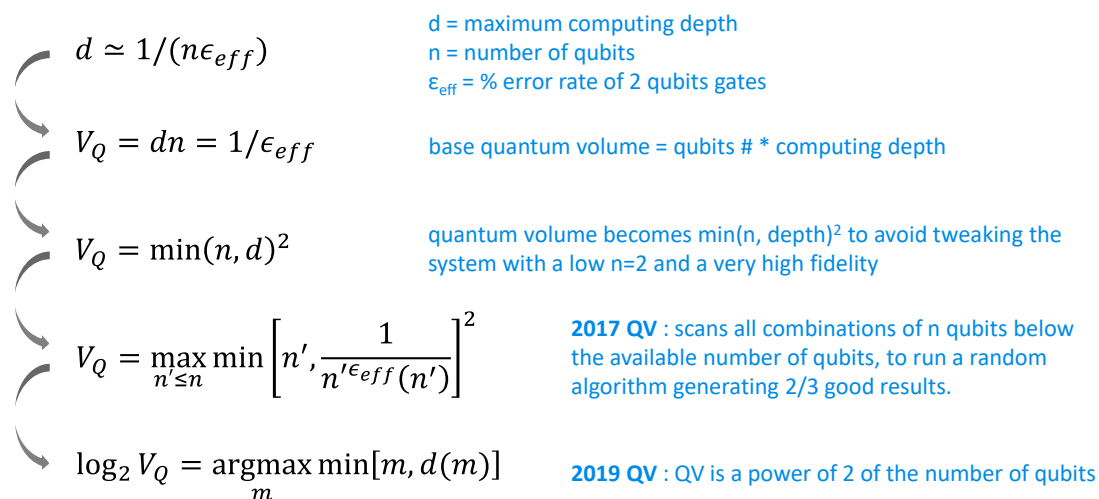 d ≃ 1/(nϵ_eff)
d = maximum computing depth
n = number of qubits
ε_eff = % error rate of 2 qubits gates
V_Q = dn = 1/ϵ_eff
base quantum volume = qubits # * computing depth
V_Q = min(n, d)²
quantum volume becomes min(n, depth)² to avoid tweaking the
system with a low n=2 and a very high fidelity
V_Q = max_{n′≤n} min [n′, 1/(n′^{ϵ_eff}(n′))]²
2017 QV : scans all combinations of n qubits below
the available number of qubits, to run a random
algorithm generating 2/3 good results.
log₂ V_Q = argmax_m min[m, d(m)]
2019 QV : QV is a power of 2 of the number of qubits